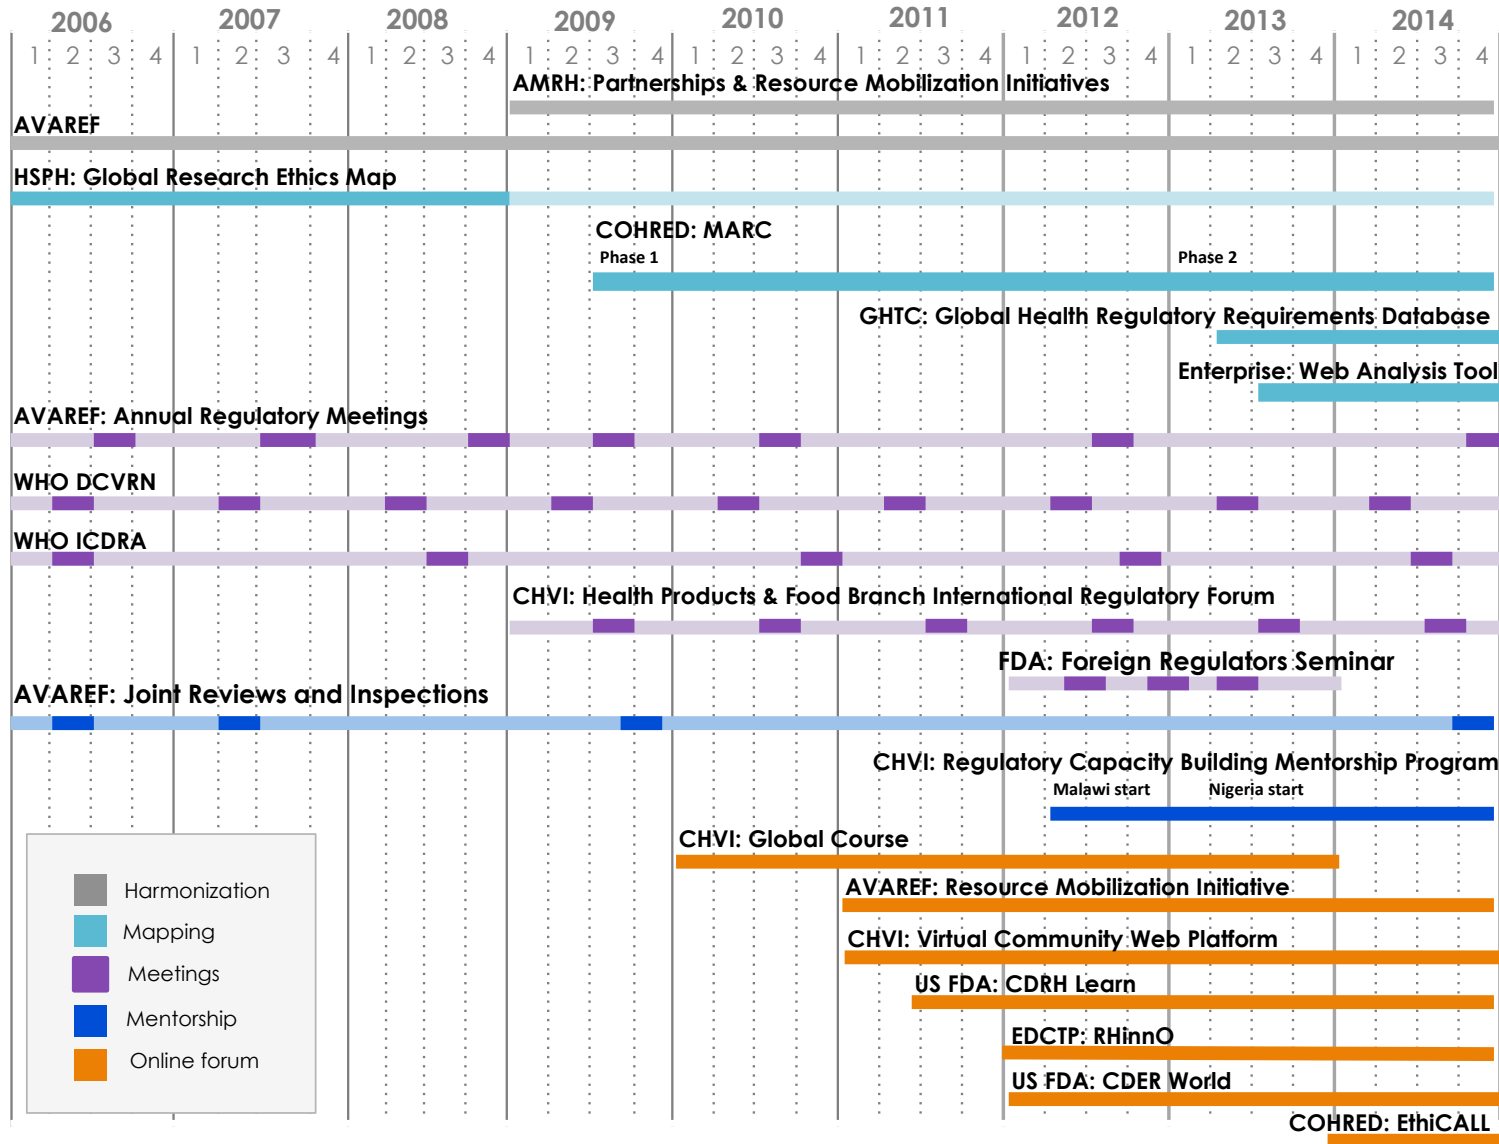 2006 2007 2008 2009 2010 2011 2012 2013 2014
1 2 3 4 1 2 3 4 1 2 3 4 1 2 3 4 1 2 3 4 1 2 3 4 1 2 3 4 1 2 3 4 1 2 3 4
AMRH: Partnerships & Resource Mobilization Initiatives
AVAREF
HSPH: Global Research Ethics Map
COHRED: MARC
Phase 1 Phase 2
GHTC: Global Health Regulatory Requirements Database
Enterprise: Web Analysis Tool
AVAREF: Annual Regulatory Meetings
WHO DCVRN
WHO ICDRA
CHVI: Health Products & Food Branch International Regulatory Forum
FDA: Foreign Regulators Seminar
AVAREF: Joint Reviews and Inspections
CHVI: Regulatory Capacity Building Mentorship Program
Malawi start Nigeria start
CHVI: Global Course
AVAREF: Resource Mobilization Initiative
CHVI: Virtual Community Web Platform
US FDA: CDRH Learn
EDCTP: RHinnO
US FDA: CDER World
COHRED: EthiCALL
Harmonization
Mapping
Meetings
Mentorship
Online forum